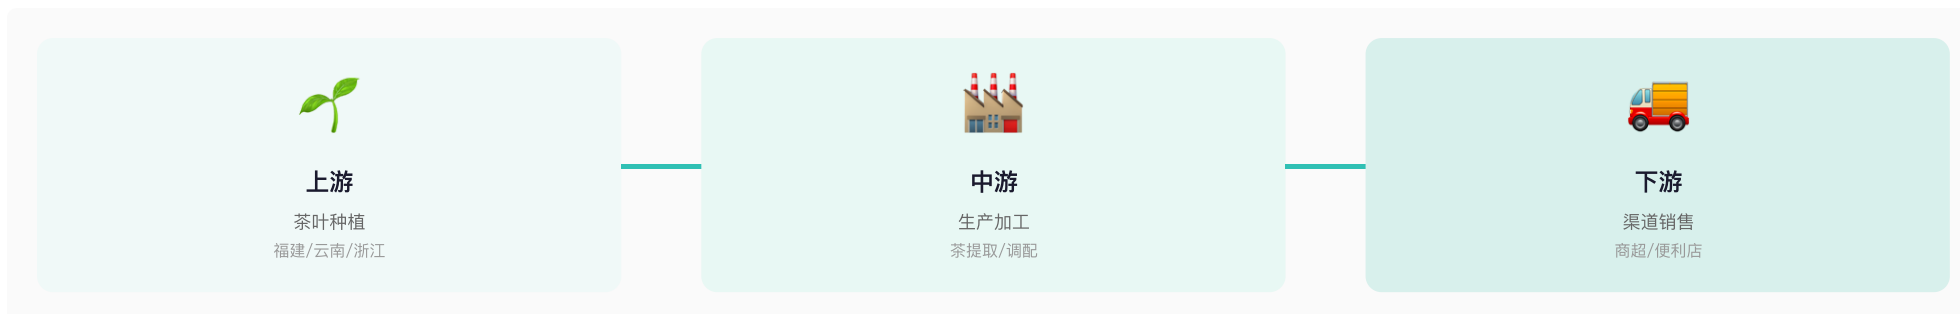 上游
茶叶种植
福建/云南/浙江
中游
生产加工
茶提取/调配
下游
渠道销售
商超/便利店